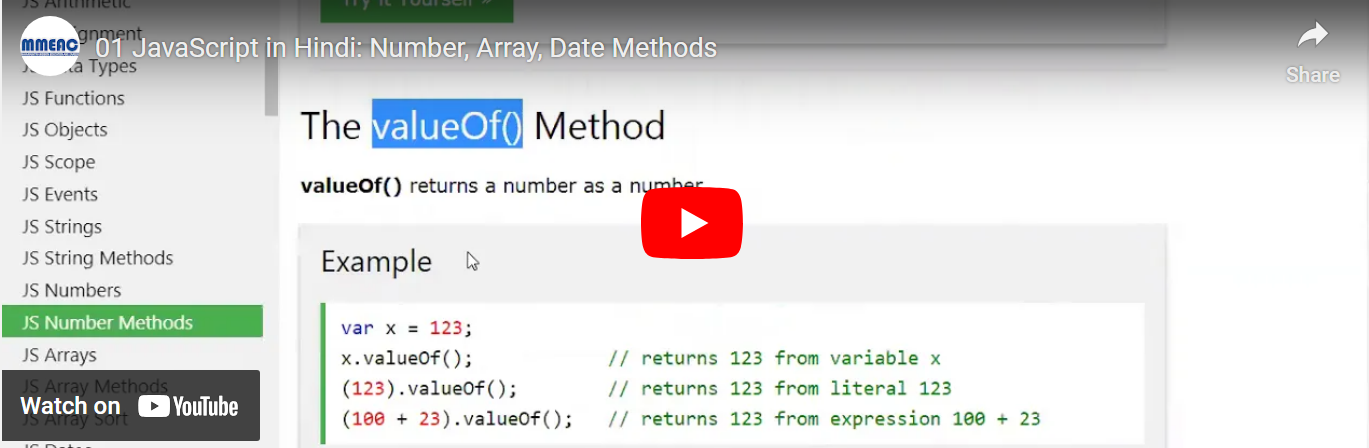 JS Arithmetic
Try it Yourself »
MMEAC
01 JavaScript in Hindi: Number, Array, Date Methods
Share
JS Data Types
JS Functions
JS Objects
JS Scope
JS Events
JS Strings
JS String Methods
JS Numbers
JS Number Methods
JS Arrays
JS Array Methods
JS Array Sort
JS Dates
Watch on YouTube
The valueOf() Method
valueOf() returns a number as a number
Example
var x = 123;
x.valueOf(); // returns 123 from variable x
(123).valueOf(); // returns 123 from literal 123
(100 + 23).valueOf(); // returns 123 from expression 100 + 23